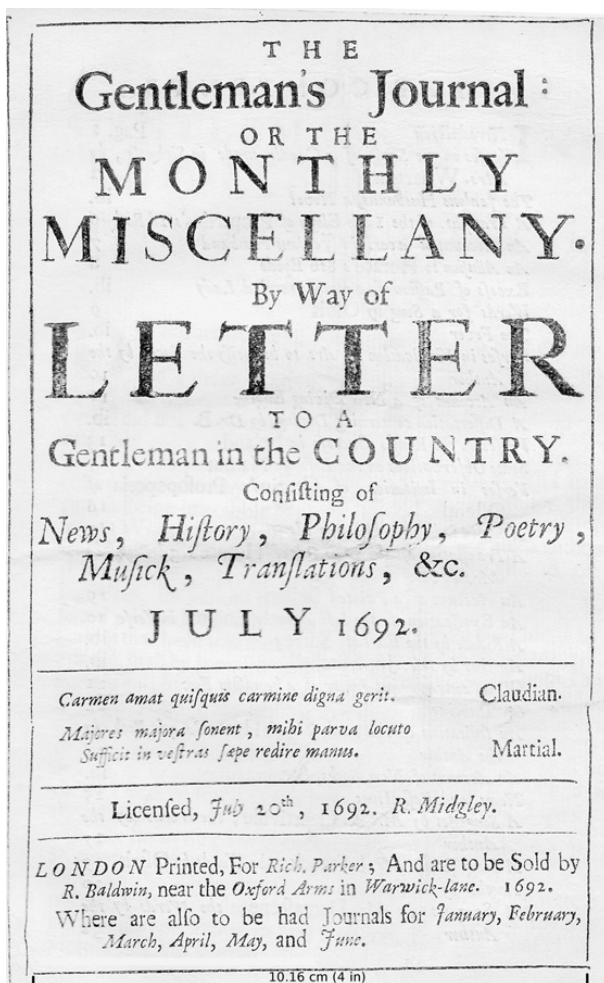 THE
Gentleman's Journal:
OR THE
MONTHLY
MISCELLANY.
By Way of
LETTER
TO A
Gentleman in the COUNTRY.
Conſiſting of
News, Hiſtory, Philoſophy, Poetry,
Muſick, Tranſlations, &c.
JULY 1692.
Carmen amat quiſquis carmine digna gerit. Claudian.
Majores majora ſonent, mihi parva locuto
Sufficit in veſtras ſæpe redire manus. Martial.
Licenſed, July 20th, 1692. R. Midgley.
LONDON Printed, For Rich. Parker; And are to be Sold by
R. Baldwin, near the Oxford Arms in Warwick-lane. 1692.
Where are alſo to be had Journals for January, February,
March, April, May, and June.
10.16 cm (4 in)